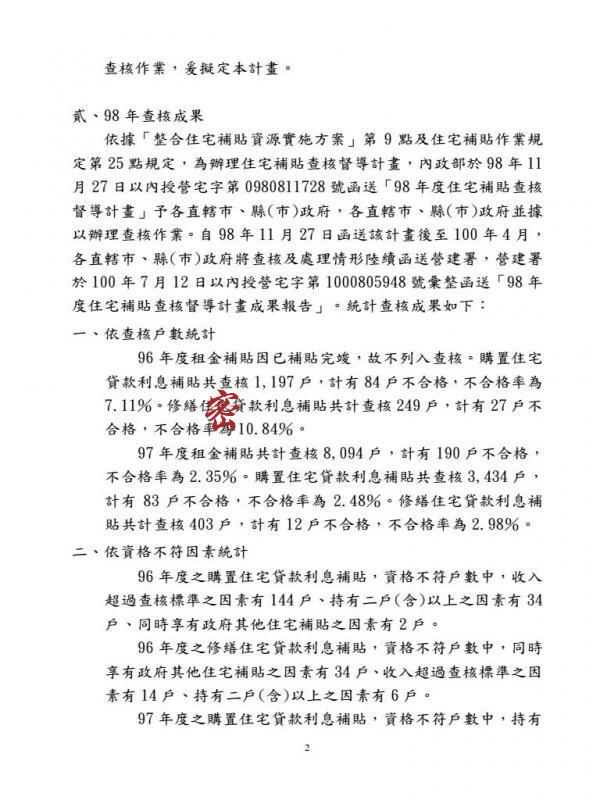 查核作業，爰擬定本計畫。
貳、98 年查核成果
依據「整合住宅補貼資源實施方案」第 9 點及住宅補貼作業規
定第 25 點規定，為辦理住宅補貼查核督導計畫，內政部於 98 年 11
月 27 日以內授營宅字第 0980811728 號函送「98 年度住宅補貼查核
督導計畫」予各直轄市、縣(市)政府，各直轄市、縣(市)政府並據
以辦理查核作業。自 98 年 11 月 27 日函送該計畫後至 100 年 4 月，
各直轄市、縣(市)政府將查核及處理情形陸續函送營建署，營建署
於 100 年 7 月 12 日以內授營宅字第 1000805948 號彙整函送「98 年
度住宅補貼查核督導計畫成果報告」。統計查核成果如下：
一、依查核戶數統計
96 年度租金補貼因已補貼完竣，故不列入查核。購置住宅
貸款利息補貼共查核 1,197 戶，計有 84 戶不合格，不合格率為
7.11%。修繕住宅貸款利息補貼共計查核 249 戶，計有 27 戶不
合格，不合格率為 10.84%。
密
97 年度租金補貼共計查核 8,094 戶，計有 190 戶不合格，
不合格率為 2.35%。購置住宅貸款利息補貼共查核 3,434 戶，
計有 83 戶不合格，不合格率為 2.48%。修繕住宅貸款利息補
貼共計查核 403 戶，計有 12 戶不合格，不合格率為 2.98%。
二、依資格不符因素統計
96 年度之購置住宅貸款利息補貼，資格不符戶數中，收入
超過查核標準之因素有 144 戶、持有二戶(含)以上之因素有 34
戶、同時享有政府其他住宅補貼之因素有 2 戶。
96 年度之修繕住宅貸款利息補貼，資格不符戶數中，同時
享有政府其他住宅補貼之因素有 34 戶、收入超過查核標準之因
素有 14 戶、持有二戶(含)以上之因素有 6 戶。
97 年度之購置住宅貸款利息補貼，資格不符戶數中，持有
2